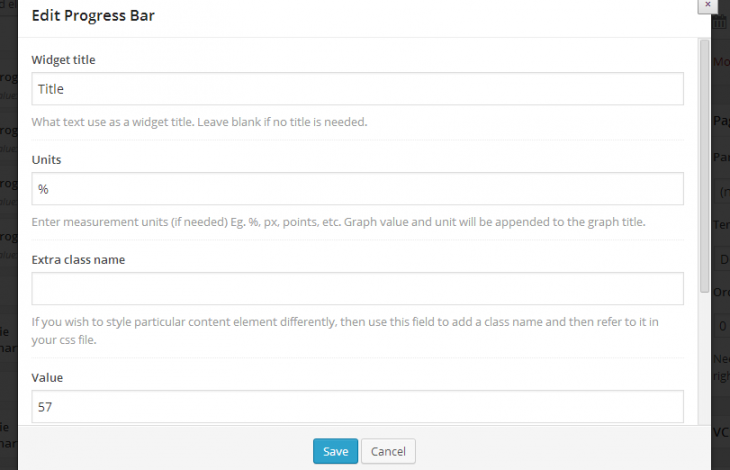 Edit Progress Bar
×
Widget title
Title
What text use as a widget title. Leave blank if no title is needed.
Units
%
Enter measurement units (if needed) Eg. %, px, points, etc. Graph value and unit will be appended to the graph title.
Extra class name
If you wish to style particular content element differently, then use this field to add a class name and then refer to it in
your css file.
Value
57
Save
Cancel